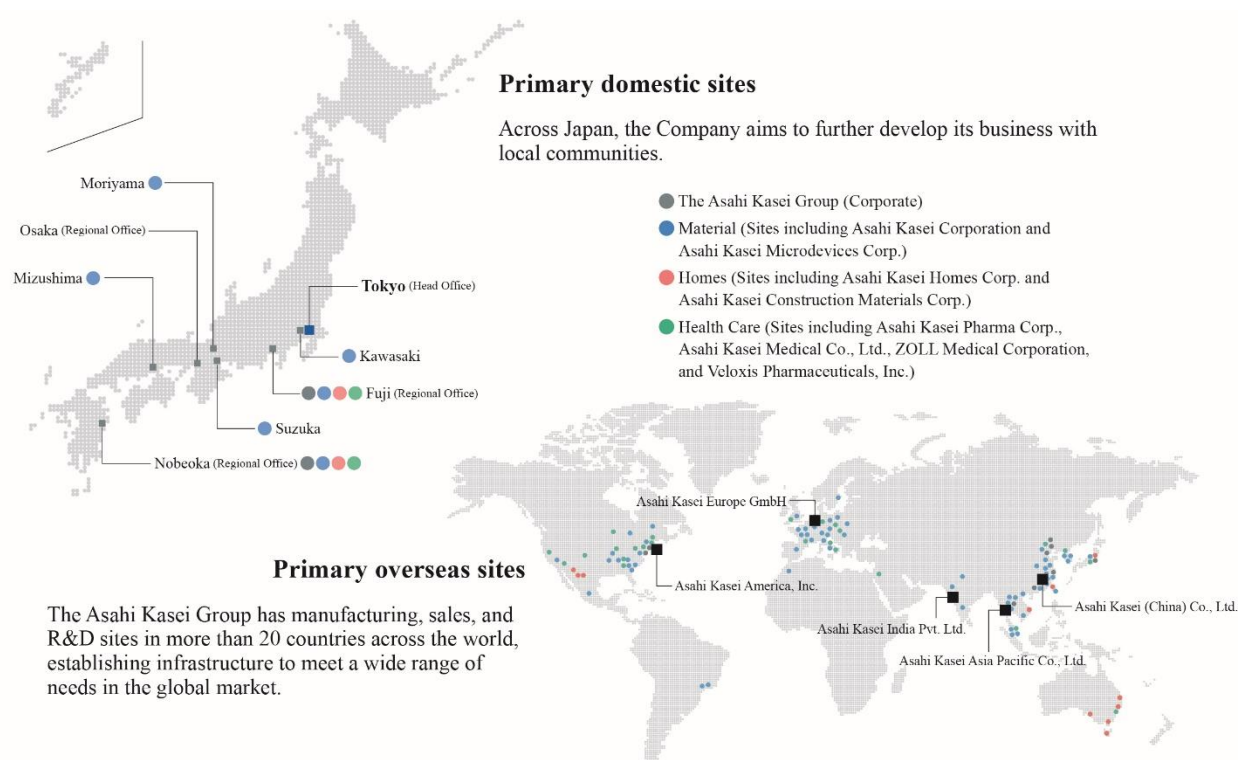 Primary domestic sites
Across Japan, the Company aims to further develop its business with
local communities.
Moriyama
Osaka (Regional Office)
Mizushima
Tokyo (Head Office)
Kawasaki
Fuji (Regional Office)
Suzuka
Nobeoka (Regional Office)
The Asahi Kasei Group (Corporate)
Material (Sites including Asahi Kasei Corporation and
Asahi Kasei Microdevices Corp.)
Homes (Sites including Asahi Kasei Homes Corp. and
Asahi Kasei Construction Materials Corp.)
Health Care (Sites including Asahi Kasei Pharma Corp.,
Asahi Kasei Medical Co., Ltd., ZOLL Medical Corporation,
and Veloxis Pharmaceuticals, Inc.)
Primary overseas sites
The Asahi Kasei Group has manufacturing, sales, and
R&D sites in more than 20 countries across the world,
establishing infrastructure to meet a wide range of
needs in the global market.
Asahi Kasei Europe GmbH
Asahi Kasei America, Inc.
Asahi Kasei India Pvt. Ltd.
Asahi Kasei (China) Co., Ltd.
Asahi Kasei Asia Pacific Co., Ltd.